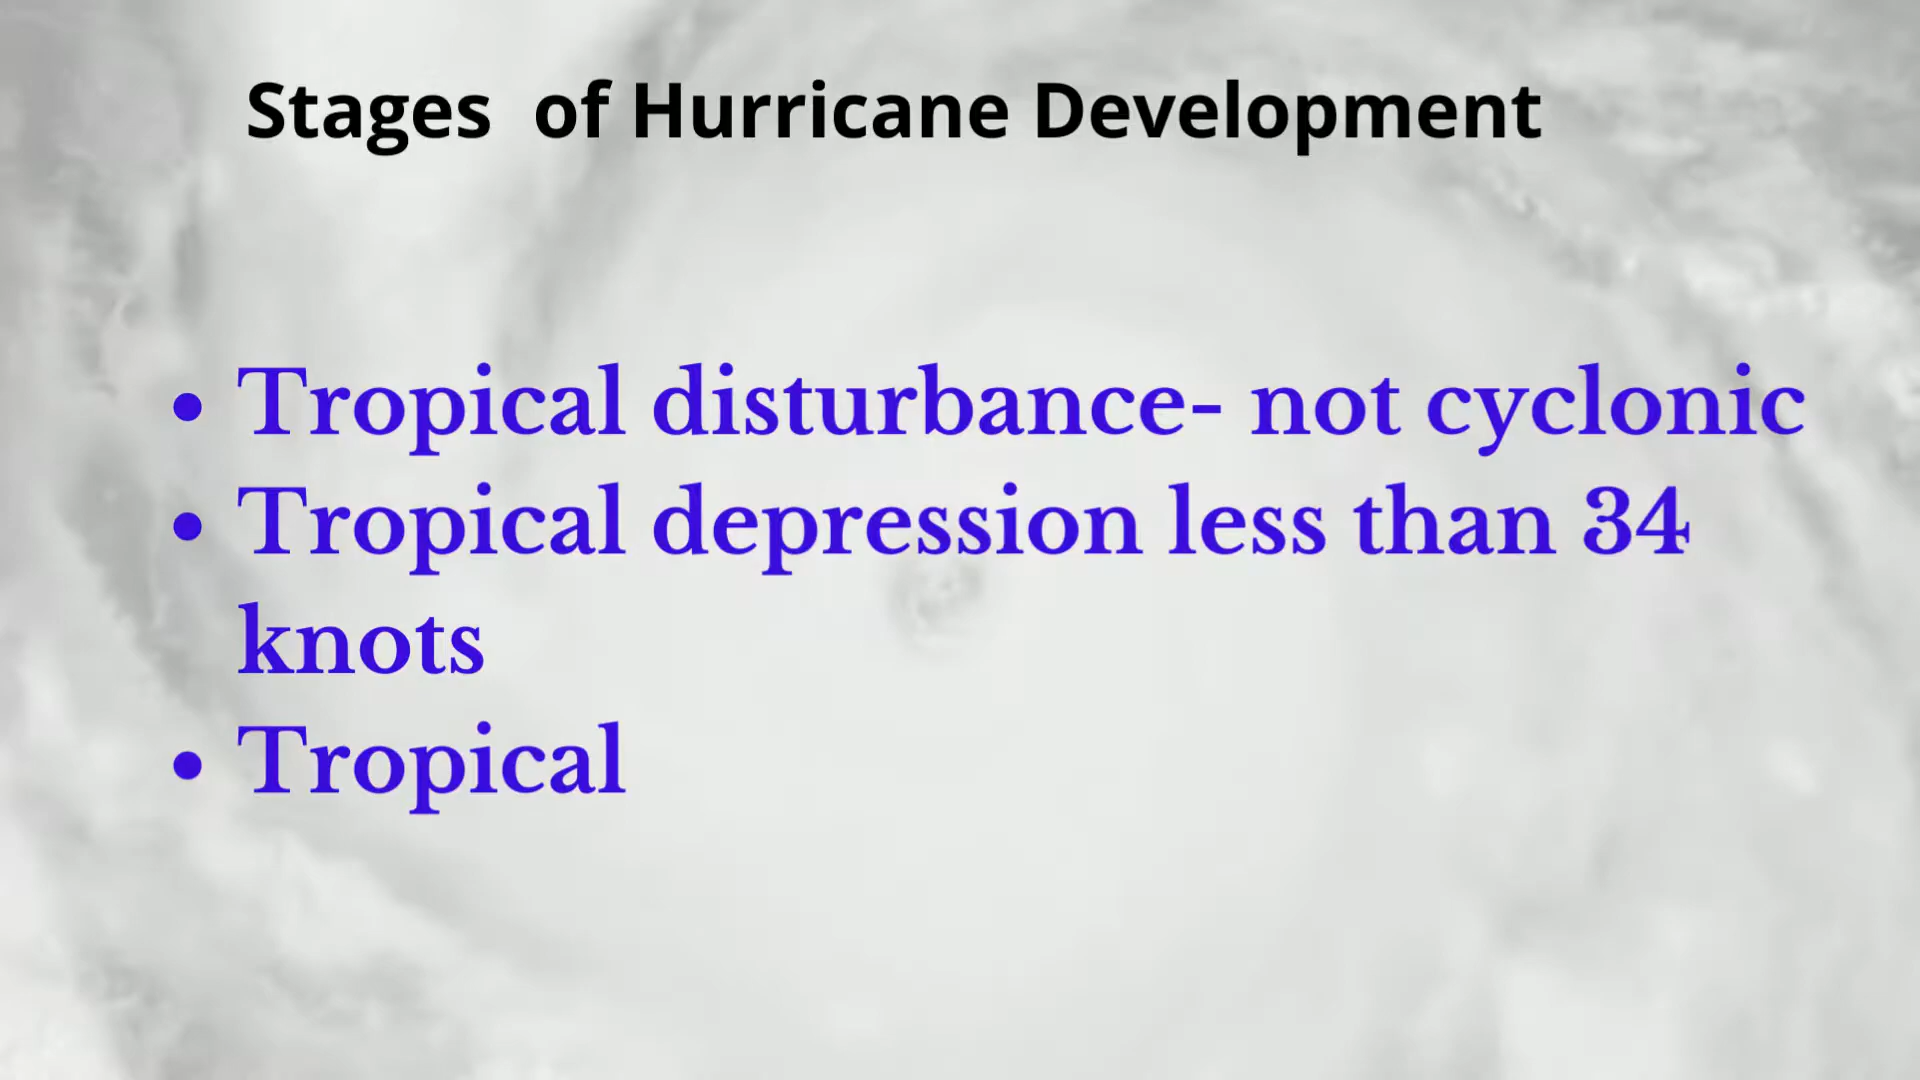 Stages  of Hurricane Development
• Tropical disturbance- not cyclonic
• Tropical depression less than 34
knots
• Tropical